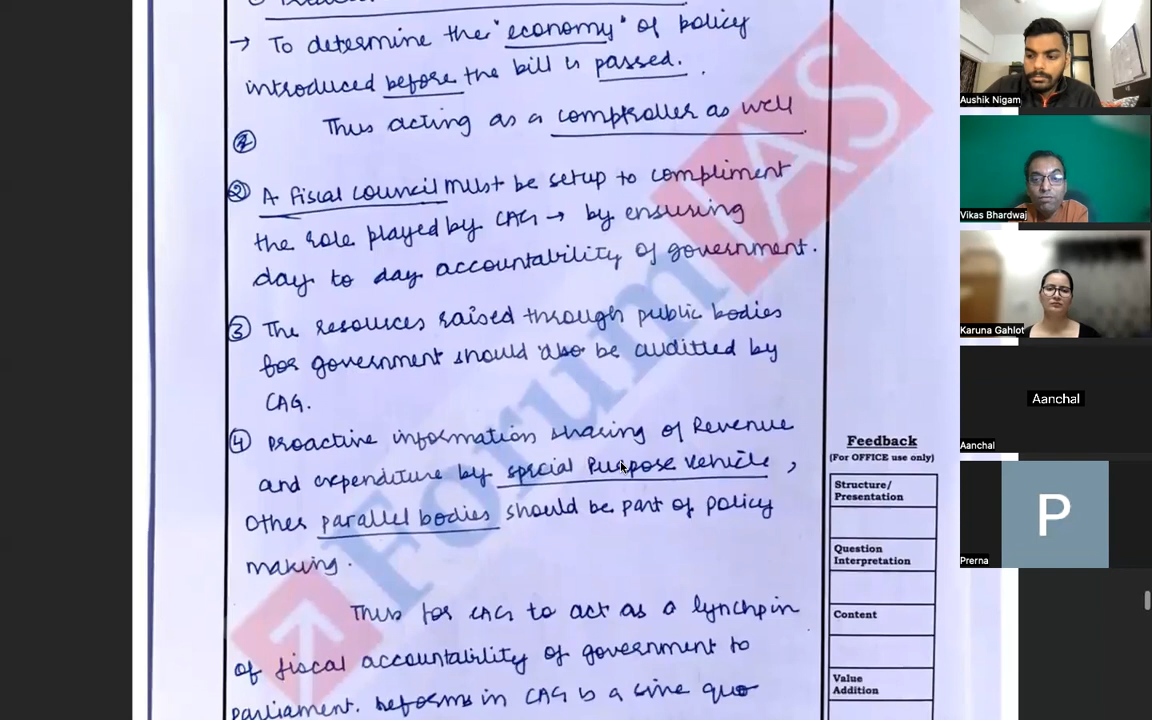 → To determine the "economy" of policy
introduced before the bill is passed.
Thus acting as a comptroller as well
② A fiscal council must be setup to compliment
the role played by CAG → by ensuring
day to day accountability of government.
③ The resources raised through public bodies
for government should also be auditted by
CAG.
④ Proactive information sharing of Revenue
and expenditure by special Purpose vehicle,
Other parallel bodies should be part of policy
making.
Thus for CAG to act as a lynchpin
of fiscal accountability of government to
parliament. reforms in CAG is a sine quo
ForumIAS
Feedback
(For OFFICE use only)
Structure/
Presentation
Question
Interpretation
Content
Value
Addition
Aushik Nigam
Vikas Bhardwaj
Karuna Gahlot
Aanchal
Aanchal
P
Prerna